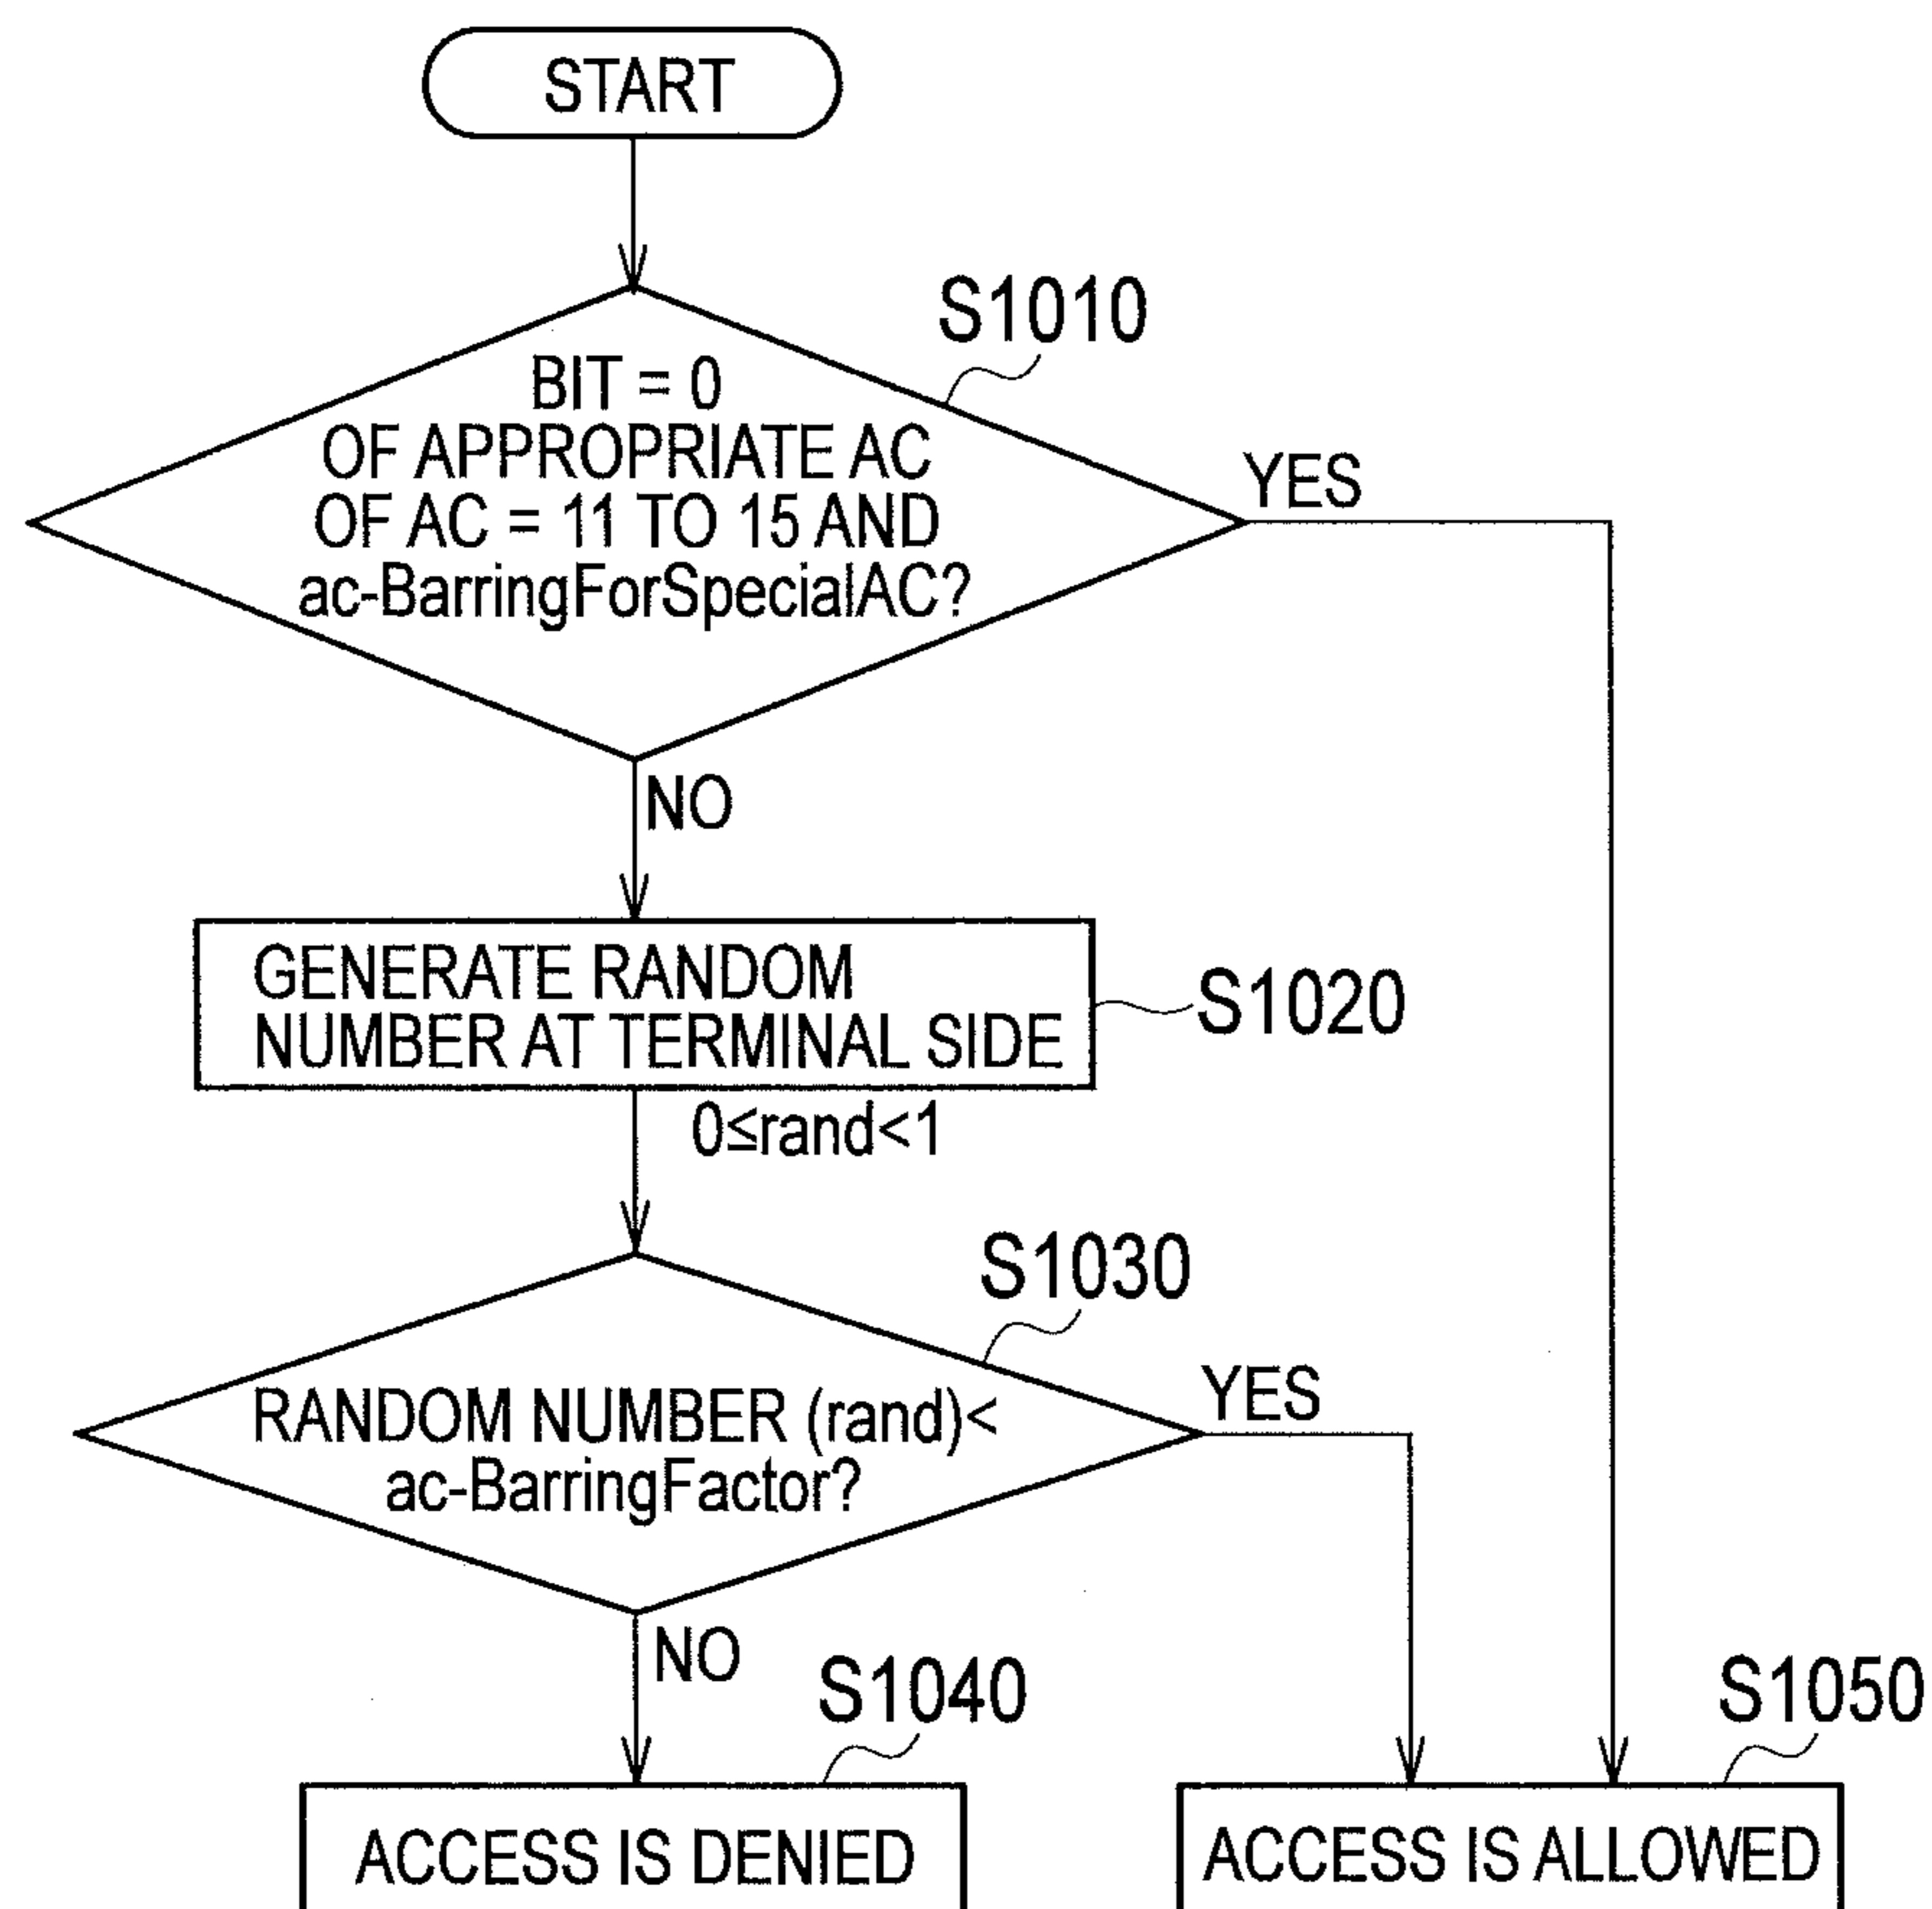 START
S1010
BIT = 0
OF APPROPRIATE AC
OF AC = 11 TO 15 AND
ac-BarringForSpecialAC?
YES
NO
GENERATE RANDOM
NUMBER AT TERMINAL SIDE
S1020
0≤rand<1
S1030
RANDOM NUMBER (rand)<
ac-BarringFactor?
YES
NO
S1040
S1050
ACCESS IS DENIED
ACCESS IS ALLOWED